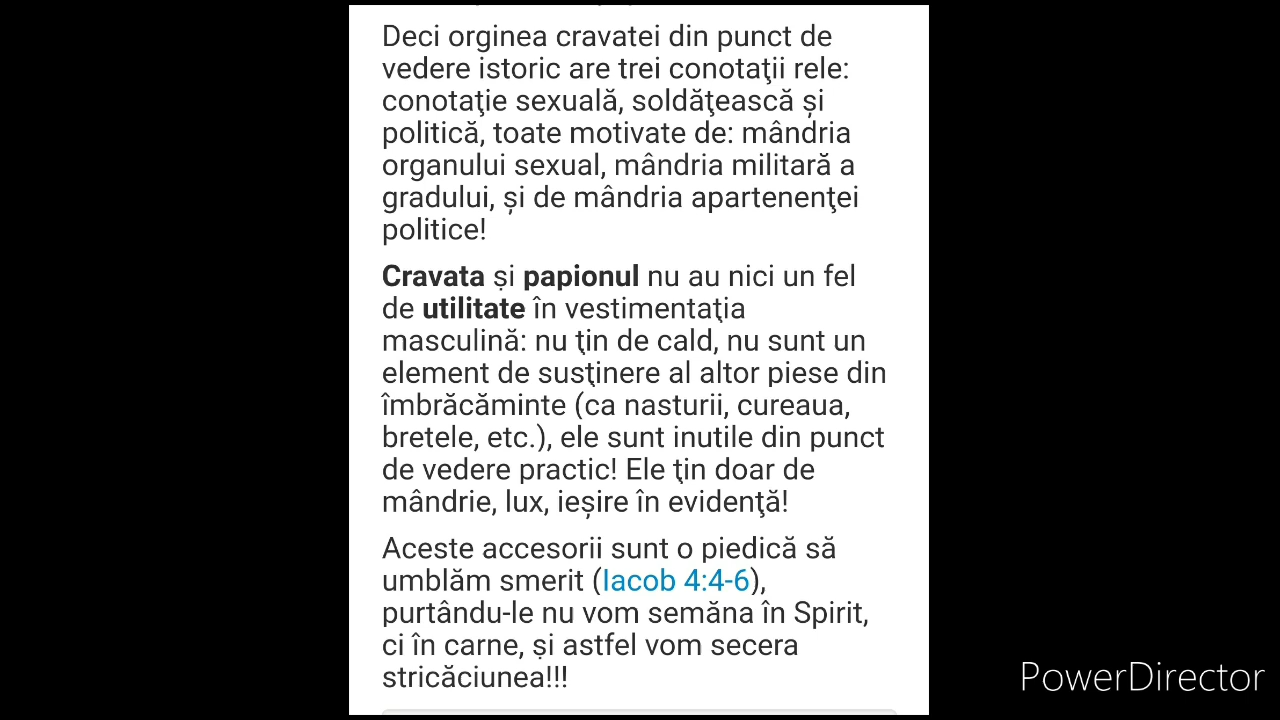 Deci orginea cravatei din punct de
vedere istoric are trei conotaţii rele:
conotaţie sexuală, soldăţească şi
politică, toate motivate de: mândria
organului sexual, mândria militară a
gradului, şi de mândria apartenenţei
politice!
Cravata şi papionul nu au nici un fel
de utilitate în vestimentaţia
masculină: nu ţin de cald, nu sunt un
element de susţinere al altor piese din
îmbrăcăminte (ca nasturii, cureaua,
bretele, etc.), ele sunt inutile din punct
de vedere practic! Ele ţin doar de
mândrie, lux, ieşire în evidenţă!
Aceste accesorii sunt o piedică să
umblăm smerit (Iacob 4:4-6),
purtându-le nu vom semăna în Spirit,
ci în carne, şi astfel vom secera
stricăciunea!!!
PowerDirector